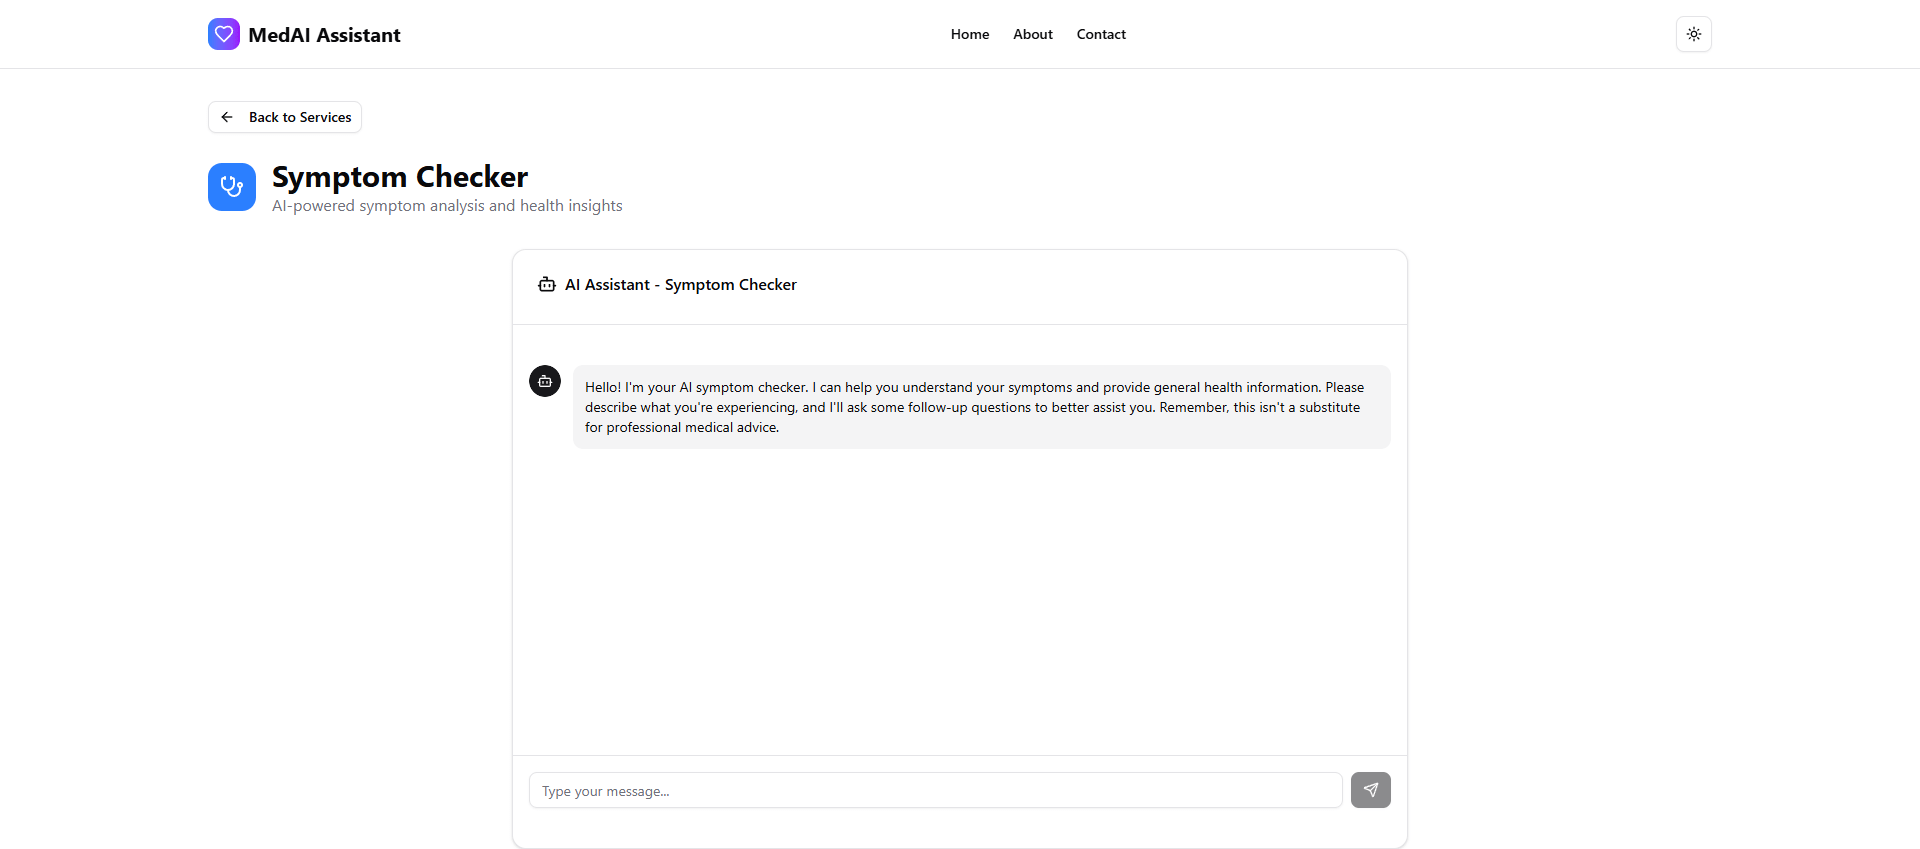 MedAI Assistant
Home
About
Contact
Back to Services
Symptom Checker
AI-powered symptom analysis and health insights
AI Assistant - Symptom Checker
Hello! I'm your AI symptom checker. I can help you understand your symptoms and provide general health information. Please
describe what you're experiencing, and I'll ask some follow-up questions to better assist you. Remember, this isn't a substitute
for professional medical advice.
Type your message...